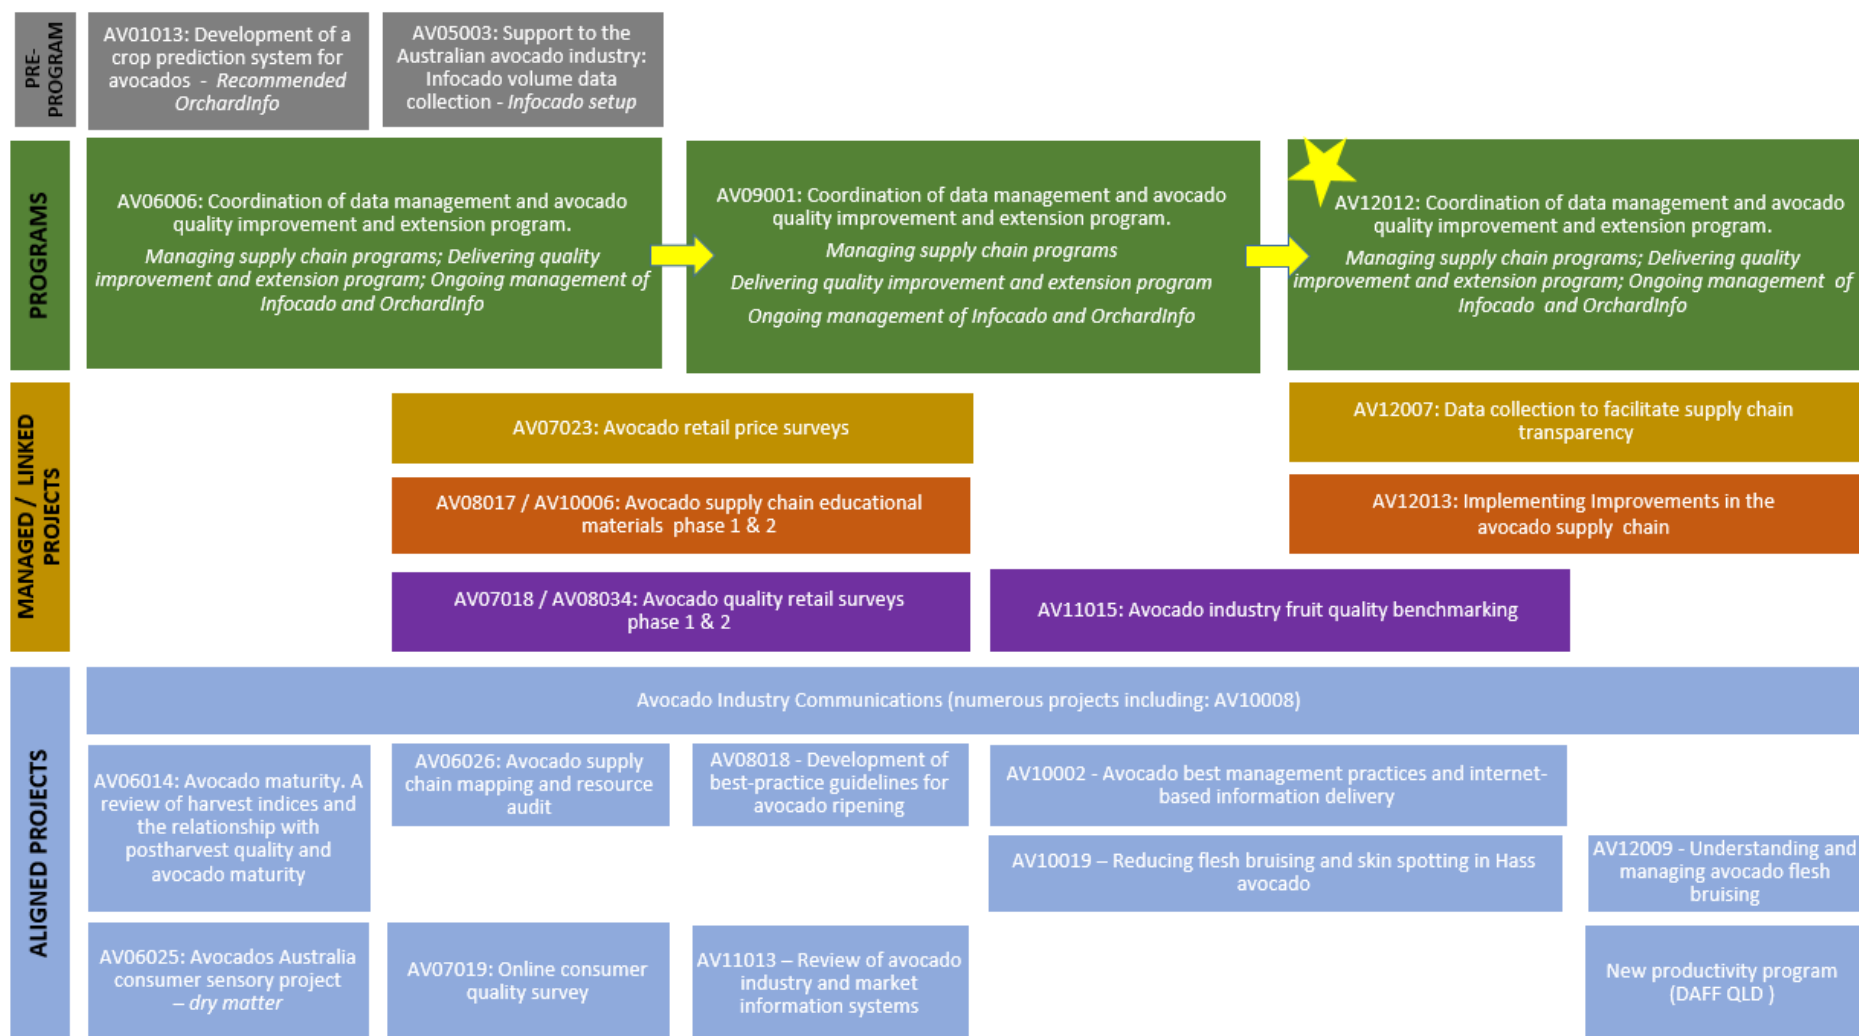 PRE-
PROGRAM
AV01013: Development of a
crop prediction system for
avocados - Recommended
OrchardInfo
AV05003: Support to the
Australian avocado industry:
Infocado volume data
collection - Infocado setup
PROGRAMS
AV06006: Coordination of data management and avocado
quality improvement and extension program.
Managing supply chain programs; Delivering quality
improvement and extension program; Ongoing management of
Infocado and OrchardInfo
AV09001: Coordination of data management and avocado
quality improvement and extension program.
Managing supply chain programs
Delivering quality improvement and extension program
Ongoing management of Infocado and OrchardInfo
AV12012: Coordination of data management and avocado
quality improvement and extension program.
Managing supply chain programs; Delivering quality
improvement and extension program; Ongoing management of
Infocado and OrchardInfo
MANAGED / LINKED
PROJECTS
AV07023: Avocado retail price surveys
AV12007: Data collection to facilitate supply chain
transparency
AV08017 / AV10006: Avocado supply chain educational
materials phase 1 & 2
AV12013: Implementing Improvements in the
avocado supply chain
AV07018 / AV08034: Avocado quality retail surveys
phase 1 & 2
AV11015: Avocado industry fruit quality benchmarking
ALIGNED PROJECTS
Avocado Industry Communications (numerous projects including: AV10008)
AV06014: Avocado maturity. A
review of harvest indices and
the relationship with
postharvest quality and
avocado maturity
AV06026: Avocado supply
chain mapping and resource
audit
AV08018 - Development of
best-practice guidelines for
avocado ripening
AV10002 - Avocado best management practices and internet-
based information delivery
AV10019 – Reducing flesh bruising and skin spotting in Hass
avocado
AV12009 - Understanding and
managing avocado flesh
bruising
AV06025: Avocados Australia
consumer sensory project
– dry matter
AV07019: Online consumer
quality survey
AV11013 – Review of avocado
industry and market
information systems
New productivity program
(DAFF QLD )